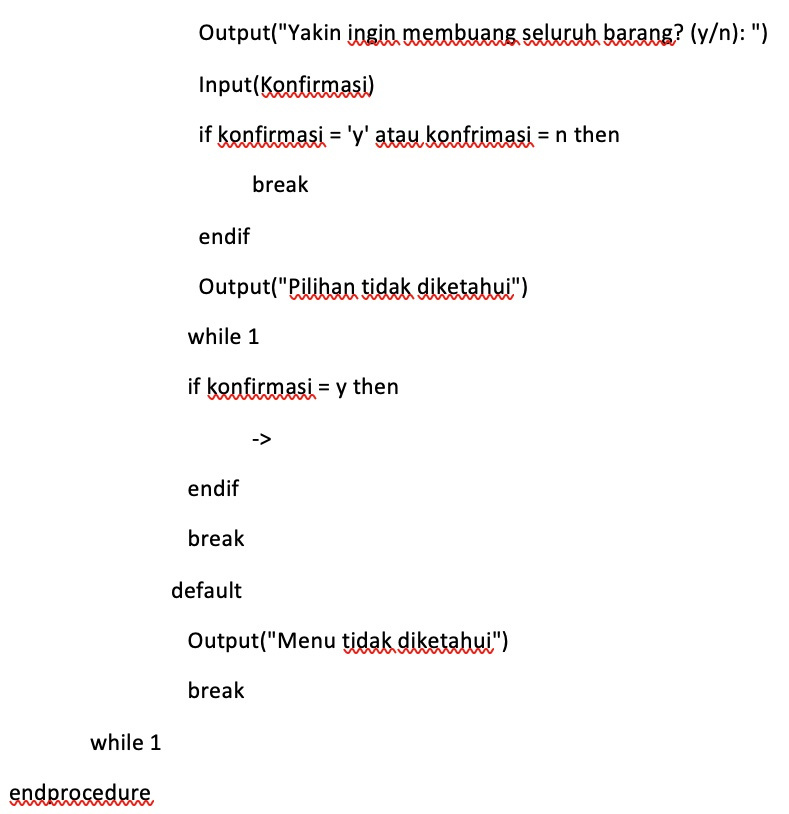 Output("Yakin ingin membuang seluruh barang? (y/n): ")
Input(Konfirmasi)
if konfirmasi = 'y' atau konfrimasi = n then
break
endif
Output("Pilihan tidak diketahui")
while 1
if konfirmasi = y then
->
endif
break
default
Output("Menu tidak diketahui")
break
while 1
endprocedure